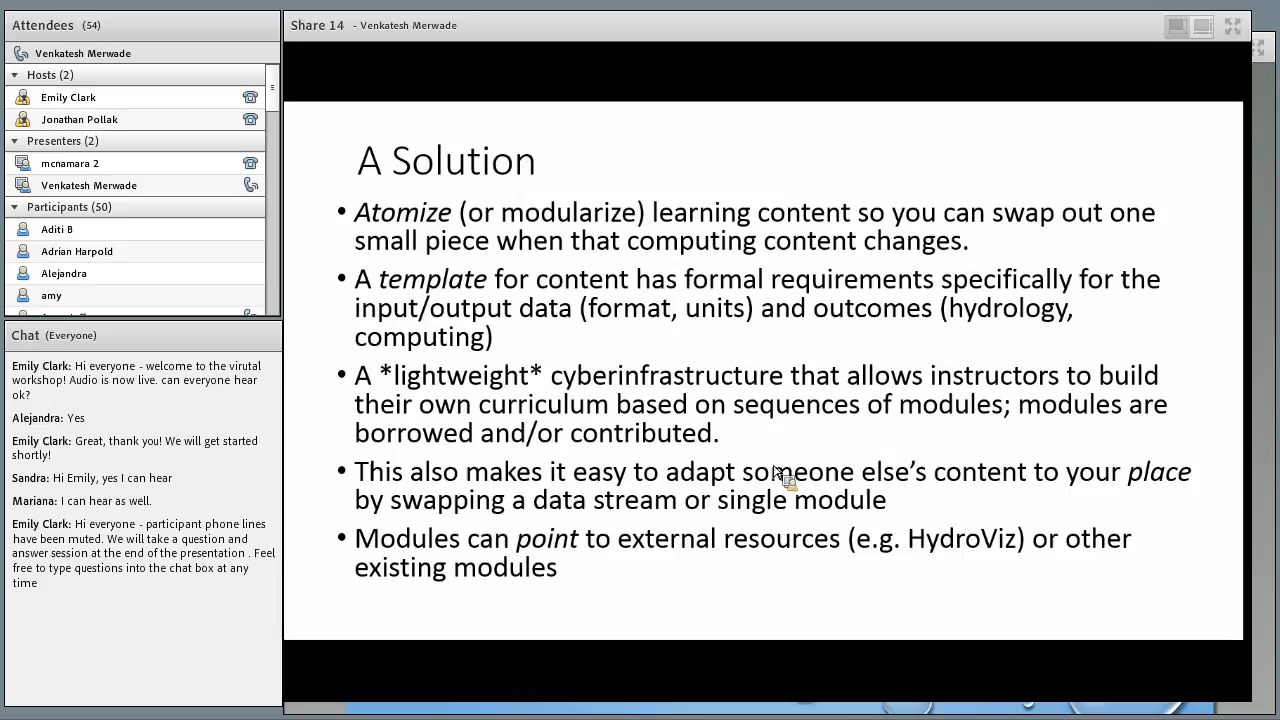 Attendees (54)
Venkatesh Merwade
Hosts (2)
Emily Clark
Jonathan Pollak
Presenters (2)
mcnamara 2
Venkatesh Merwade
Participants (50)
Aditi B
Adrian Harpold
Alejandra
amy
Chat (Everyone)
Emily Clark: Hi everyone - welcome to the virutal
workshop! Audio is now live. can everyone hear
ok?
Alejandra: Yes
Emily Clark: Great, thank you! We will get started
shortly!
Sandra: Hi Emily, yes I can hear
Mariana: I can hear as well.
Emily Clark: Hi everyone - participant phone lines
have been muted. We will take a question and
answer session at the end of the presentation . Feel
free to type questions into the chat box at any
time
Share 14 - Venkatesh Merwade
A Solution
• Atomize (or modularize) learning content so you can swap out one
small piece when that computing content changes.
• A template for content has formal requirements specifically for the
input/output data (format, units) and outcomes (hydrology,
computing)
• A *lightweight* cyberinfrastructure that allows instructors to build
their own curriculum based on sequences of modules; modules are
borrowed and/or contributed.
• This also makes it easy to adapt someone else’s content to your place
by swapping a data stream or single module
• Modules can point to external resources (e.g. HydroViz) or other
existing modules